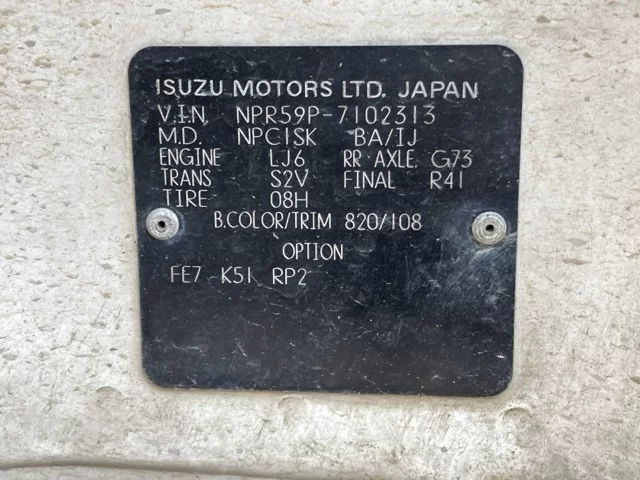 ISUZU MOTORS LTD. JAPAN
V.I.N. NPR59P-7102313
M.D. NPC1SK BA/IJ
ENGINE LJ6 RR AXLE G73
TRANS S2V FINAL R41
TIRE 08H
B.COLOR/TRIM 820/108
OPTION
FE7 K51 RP2